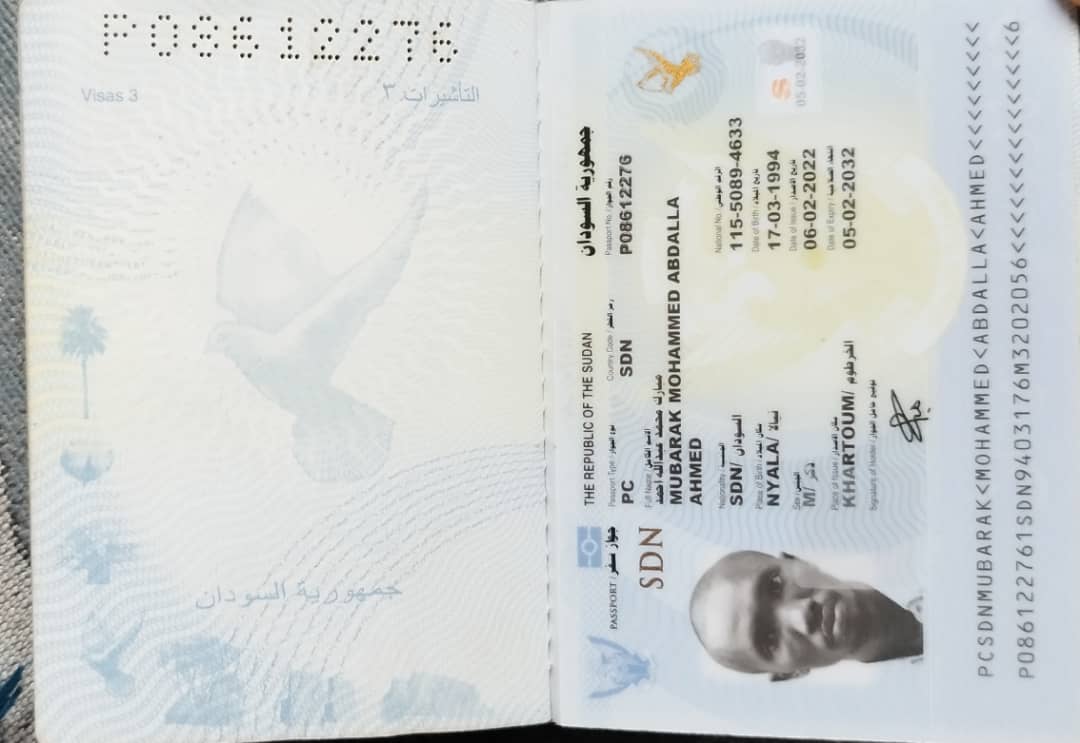 P08612276
Visas 3
التأشيرات ٣
جمهورية السودان
THE REPUBLIC OF THE SUDAN
جمهورية السودان
PASSPORT / جواز سفر
SDN
Passport Type / نوع الجواز
Country Code / رمز القطر
Passport No. / رقم الجواز
PC
SDN
P08612276
Full Name / الاسم الكامل
مبارك محمد عبدالله احمد
MUBARAK MOHAMMED ABDALLA
AHMED
Nationality / الجنسية
National No. / الرقم الوطني
SDN/ السودان
115-5089-4633
Place of Birth / مكان الميلاد
Date of Birth / تاريخ الميلاد
NYALA/ نيالا
17-03-1994
Sex / الجنس
Date of Issue / تاريخ الاصدار
M/ ذكر
06-02-2022
Place of Issue / مكان الاصدار
Date of Expiry /
KHARTOUM/ الخرطوم
05-02-2032
Signature of Holder / توقيع حامل الجواز
S
05-02-2032
PCSDNMUBARAK<MOHAMMED<ABDALLA<AHMED<<<<<<<<<
P086122761SDN9403176M3202056<<<<<<<<<<<<<<<6